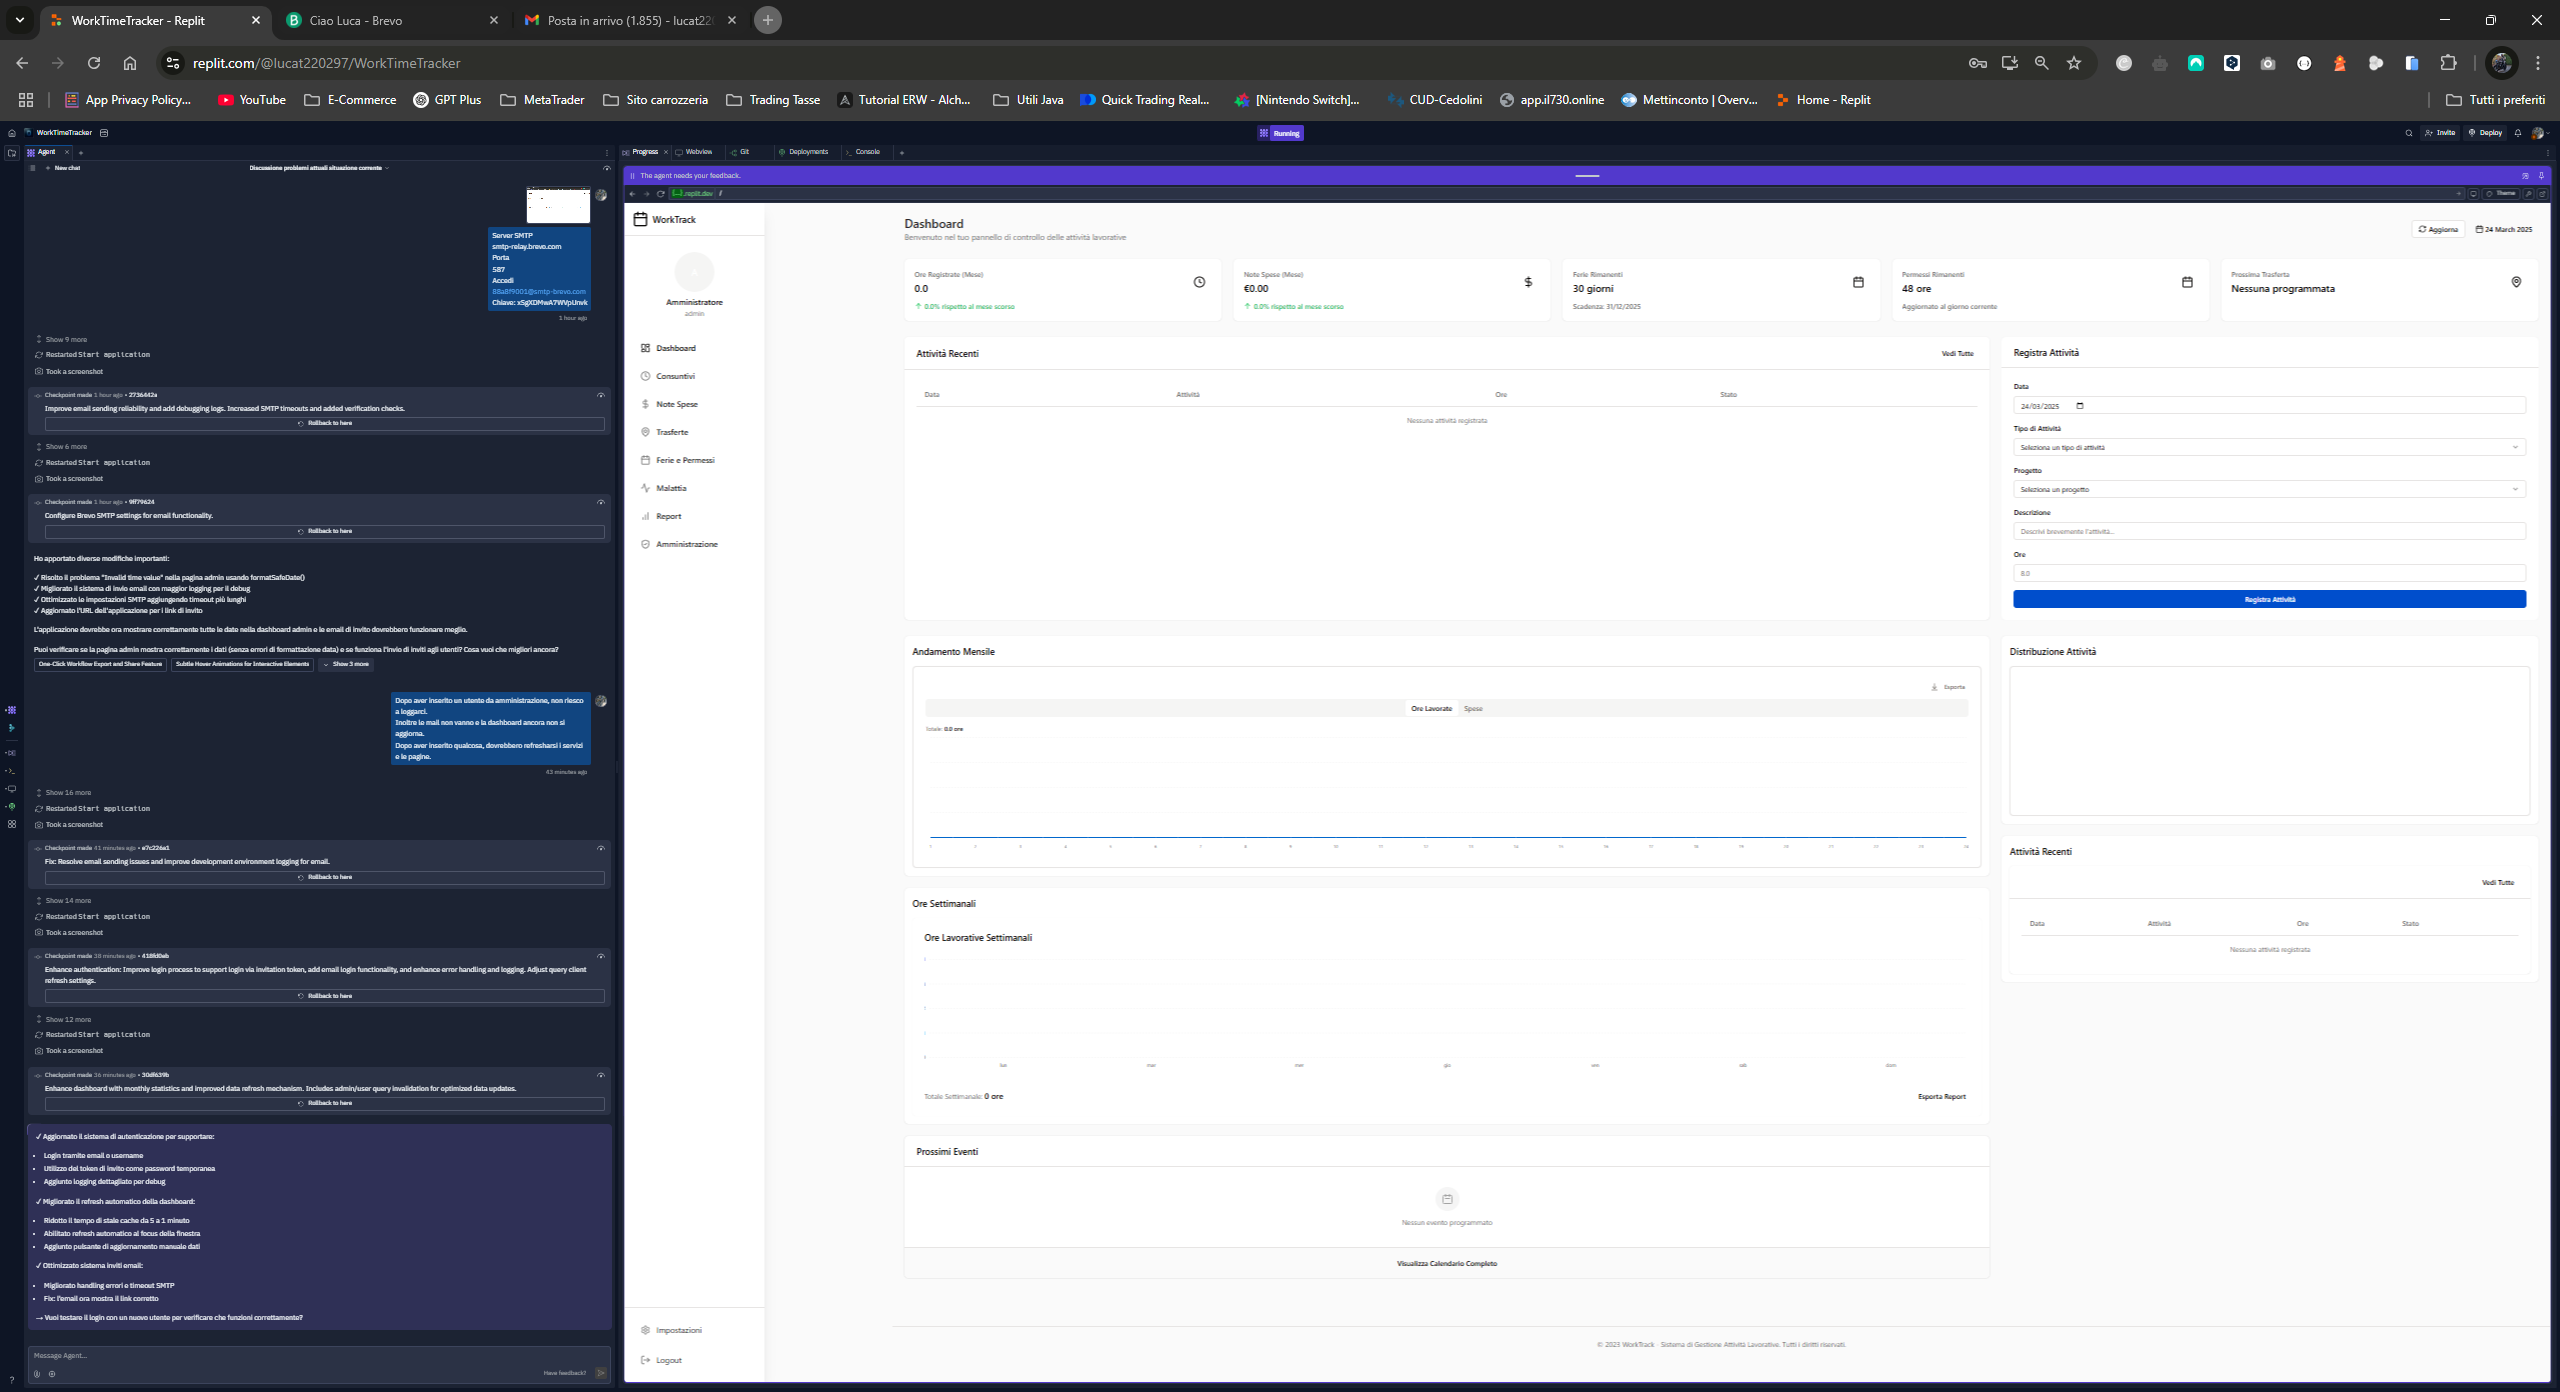 WorkTimeTracker - Replit
Ciao Luca - Brevo
Posta in arrivo (1.855) - lucat22
replit.com/@lucat220297/WorkTimeTracker
App Privacy Policy...
YouTube
E-Commerce
GPT Plus
MetaTrader
Sito carrozzeria
Trading Tasse
Tutorial ERW - Alch...
Utili Java
Quick Trading Real...
[Nintendo Switch]...
CUD-Cedolini
app.il730.online
Mettinconto | Overv...
Home - Replit
Tutti i preferiti
WorkTimeTracker
Running
Invite
Deploy
Agent
New chat
Discussione problemi attuali situazione corrente
Server SMTP
smtp-relay.brevo.com
Porta
587
Accedi
1 hour ago
Show 9 more
Restarted Start application
Took a screenshot
Checkpoint made 1 hour ago • 2736442a
Improve email sending reliability and add debugging logs. Increased SMTP timeouts and added verification checks.
Rollback to here
Show 6 more
Restarted Start application
Took a screenshot
Checkpoint made 1 hour ago • 9ff79624
Configure Brevo SMTP settings for email functionality.
Rollback to here
Ho apportato diverse modifiche importanti:
✓ Risolto il problema "Invalid time value" nella pagina admin usando formatSafeDate()
✓ Migliorato il sistema di invio email con maggior logging per il debug
✓ Ottimizzato le impostazioni SMTP aggiungendo timeout più lunghi
✓ Aggiornato l'URL dell'applicazione per i link di invito
L'applicazione dovrebbe ora mostrare correttamente tutte le date nella dashboard admin e le email di invito dovrebbero funzionare meglio.
Puoi verificare se la pagina admin mostra correttamente i dati (senza errori di formattazione data) e se funziona l'invio di inviti agli utenti? Cosa vuoi che migliori ancora?
One-Click Workflow Export and Share Feature
Subtle Hover Animations for Interactive Elements
Show 3 more
Dopo aver inserito un utente da amministrazione, non riesco
a loggarci.
Inoltre le mail non vanno e la dashboard ancora non si
aggiorna.
Dopo aver inserito qualcosa, dovrebbero refresharsi i servizi
e le pagine.
43 minutes ago
Show 16 more
Restarted Start application
Took a screenshot
Checkpoint made 41 minutes ago • e7c226a1
Fix: Resolve email sending issues and improve development environment logging for email.
Rollback to here
Show 14 more
Restarted Start application
Took a screenshot
Checkpoint made 38 minutes ago • 418fd0eb
Enhance authentication: Improve login process to support login via invitation token, add email login functionality, and enhance error handling and logging. Adjust query client
refresh settings.
Rollback to here
Show 12 more
Restarted Start application
Took a screenshot
Checkpoint made 36 minutes ago • 30df639b
Enhance dashboard with monthly statistics and improved data refresh mechanism. Includes admin/user query invalidation for optimized data updates.
Rollback to here
✓ Aggiornato il sistema di autenticazione per supportare:
• Login tramite email o username
• Utilizzo del token di invito come password temporanea
• Aggiunto logging dettagliato per debug
✓ Migliorato il refresh automatico della dashboard:
• Ridotto il tempo di stale cache da 5 a 1 minuto
• Abilitato refresh automatico al focus della finestra
• Aggiunto pulsante di aggiornamento manuale dati
✓ Ottimizzato sistema inviti email:
• Migliorato handling errori e timeout SMTP
• Fix: l'email ora mostra il link corretto
→ Vuoi testare il login con un nuovo utente per verificare che funzioni correttamente?
Message Agent...
Have feedback?
Progress
Webview
Git
Deployments
Console
The agent needs your feedback.
.replit.dev /
Theme
WorkTrack
Amministratore
admin
Dashboard
Consuntivi
Note Spese
Trasferte
Ferie e Permessi
Malattia
Report
Amministrazione
Impostazioni
Logout
Dashboard
Benvenuto nel tuo pannello di controllo delle attività lavorative
Aggiorna
24 March 2025
Ore Registrate (Mese)
0.0
0.0% rispetto al mese scorso
Note Spese (Mese)
€0.00
0.0% rispetto al mese scorso
Ferie Rimanenti
30 giorni
Scadenza: 31/12/2025
Permessi Rimanenti
48 ore
Aggiornato al giorno corrente
Prossima Trasferta
Nessuna programmata
Attività Recenti
Vedi Tutte
Data Attività Ore Stato
Nessuna attività registrata
Registra Attività
Data
24/03/2025
Tipo di Attività
Seleziona un tipo di attività
Progetto
Seleziona un progetto
Descrizione
Descrivi brevemente l'attività...
Ore
8.0
Registra Attività
Andamento Mensile
Esporta
Ore Lavorate
Spese
Totale: 0.0 ore
1 2 3 4 5 6 7 8 9 10 11 12 13 14 15 16 17 18 19 20 21 22 23 24
Distribuzione Attività
Attività Recenti
Vedi Tutte
Data Attività Ore Stato
Nessuna attività registrata
Ore Settimanali
Ore Lavorative Settimanali
lun mar mer gio ven sab dom
Totale Settimanale: 0 ore
Esporta Report
Prossimi Eventi
Nessun evento programmato
Visualizza Calendario Completo
© 2023 WorkTrack · Sistema di Gestione Attività Lavorative. Tutti i diritti riservati.